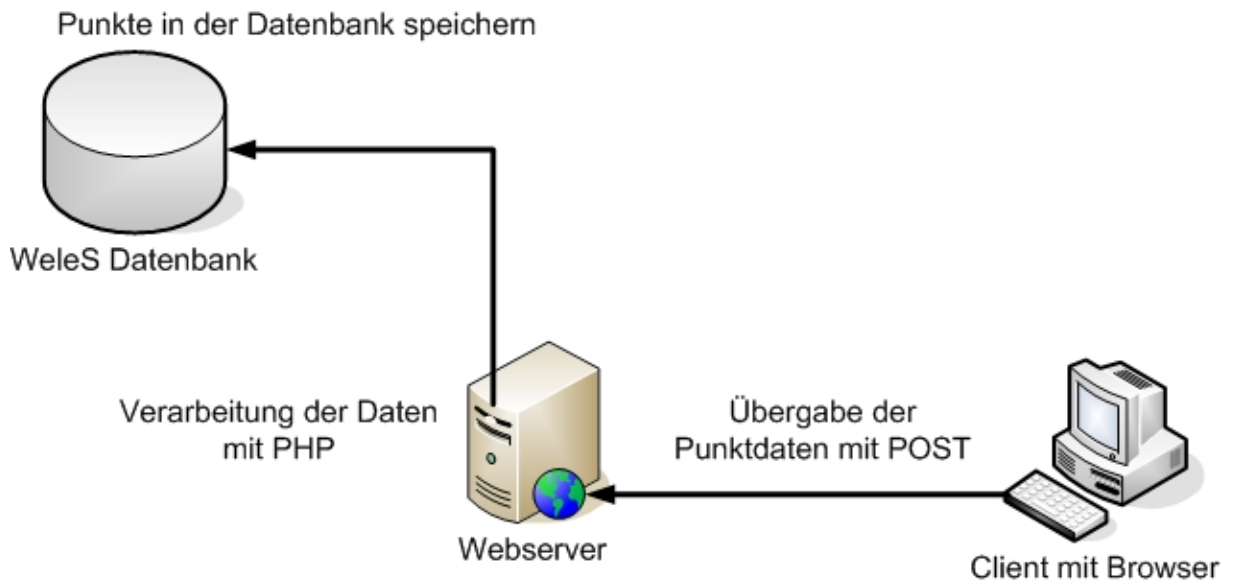 Punkte in der Datenbank speichern
WeleS Datenbank
Verarbeitung der Daten
mit PHP
Übergabe der
Punktdaten mit POST
Webserver
Client mit Browser